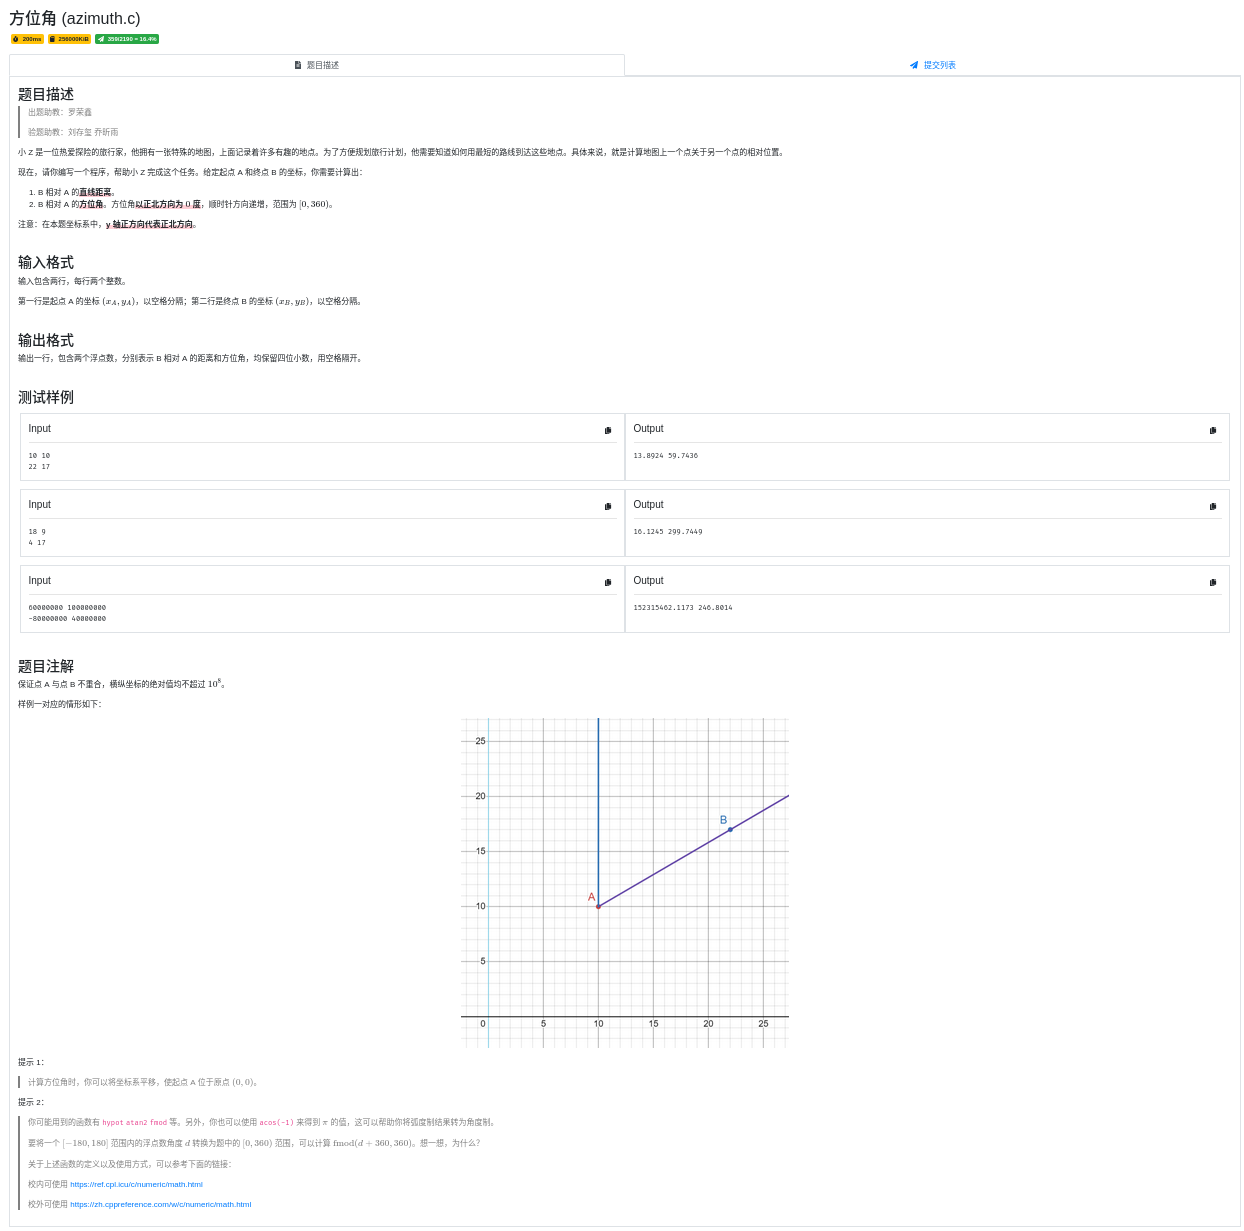 方位角 (azimuth.c)
200ms 256000KiB 359/2190 = 16.4%
题目描述 提交列表
题目描述
出题助教：罗荣鑫
验题助教：刘存玺 乔昕雨
小 Z 是一位热爱探险的旅行家，他拥有一张特殊的地图，上面记录着许多有趣的地点。为了方便规划旅行计划，他需要知道如何用最短的路线到达这些地点。具体来说，就是计算地图上一个点关于另一个点的相对位置。
现在，请你编写一个程序，帮助小 Z 完成这个任务。给定起点 A 和终点 B 的坐标，你需要计算出：
1. B 相对 A 的直线距离。
2. B 相对 A 的方位角。方位角以正北方向为 0 度，顺时针方向递增，范围为 [0, 360)。
注意：在本题坐标系中，y 轴正方向代表正北方向。
输入格式
输入包含两行，每行两个整数。
第一行是起点 A 的坐标 (x_A, y_A)，以空格分隔；第二行是终点 B 的坐标 (x_B, y_B)，以空格分隔。
输出格式
输出一行，包含两个浮点数，分别表示 B 相对 A 的距离和方位角，均保留四位小数，用空格隔开。
测试样例
Input Output
10 10 13.8924 59.7436
22 17
Input Output
18 9 16.1245 299.7449
4 17
Input Output
60000000 100000000 152315462.1173 246.8014
-80000000 40000000
题目注解
保证点 A 与点 B 不重合，横纵坐标的绝对值均不超过 10^8。
样例一对应的情形如下：
25
20
B
15
A
10
5
0 5 10 15 20 25
提示 1：
计算方位角时，你可以将坐标系平移，使起点 A 位于原点 (0, 0)。
提示 2：
你可能用到的函数有 hypot atan2 fmod 等。另外，你也可以使用 acos(-1) 来得到 π 的值，这可以帮助你将弧度制结果转为角度制。
要将一个 [−180, 180] 范围内的浮点数角度 d 转换为题中的 [0, 360) 范围，可以计算 fmod(d + 360, 360)。想一想，为什么？
关于上述函数的定义以及使用方式，可以参考下面的链接：
校内可使用 https://ref.cpl.icu/c/numeric/math.html
校外可使用 https://zh.cppreference.com/w/c/numeric/math.html